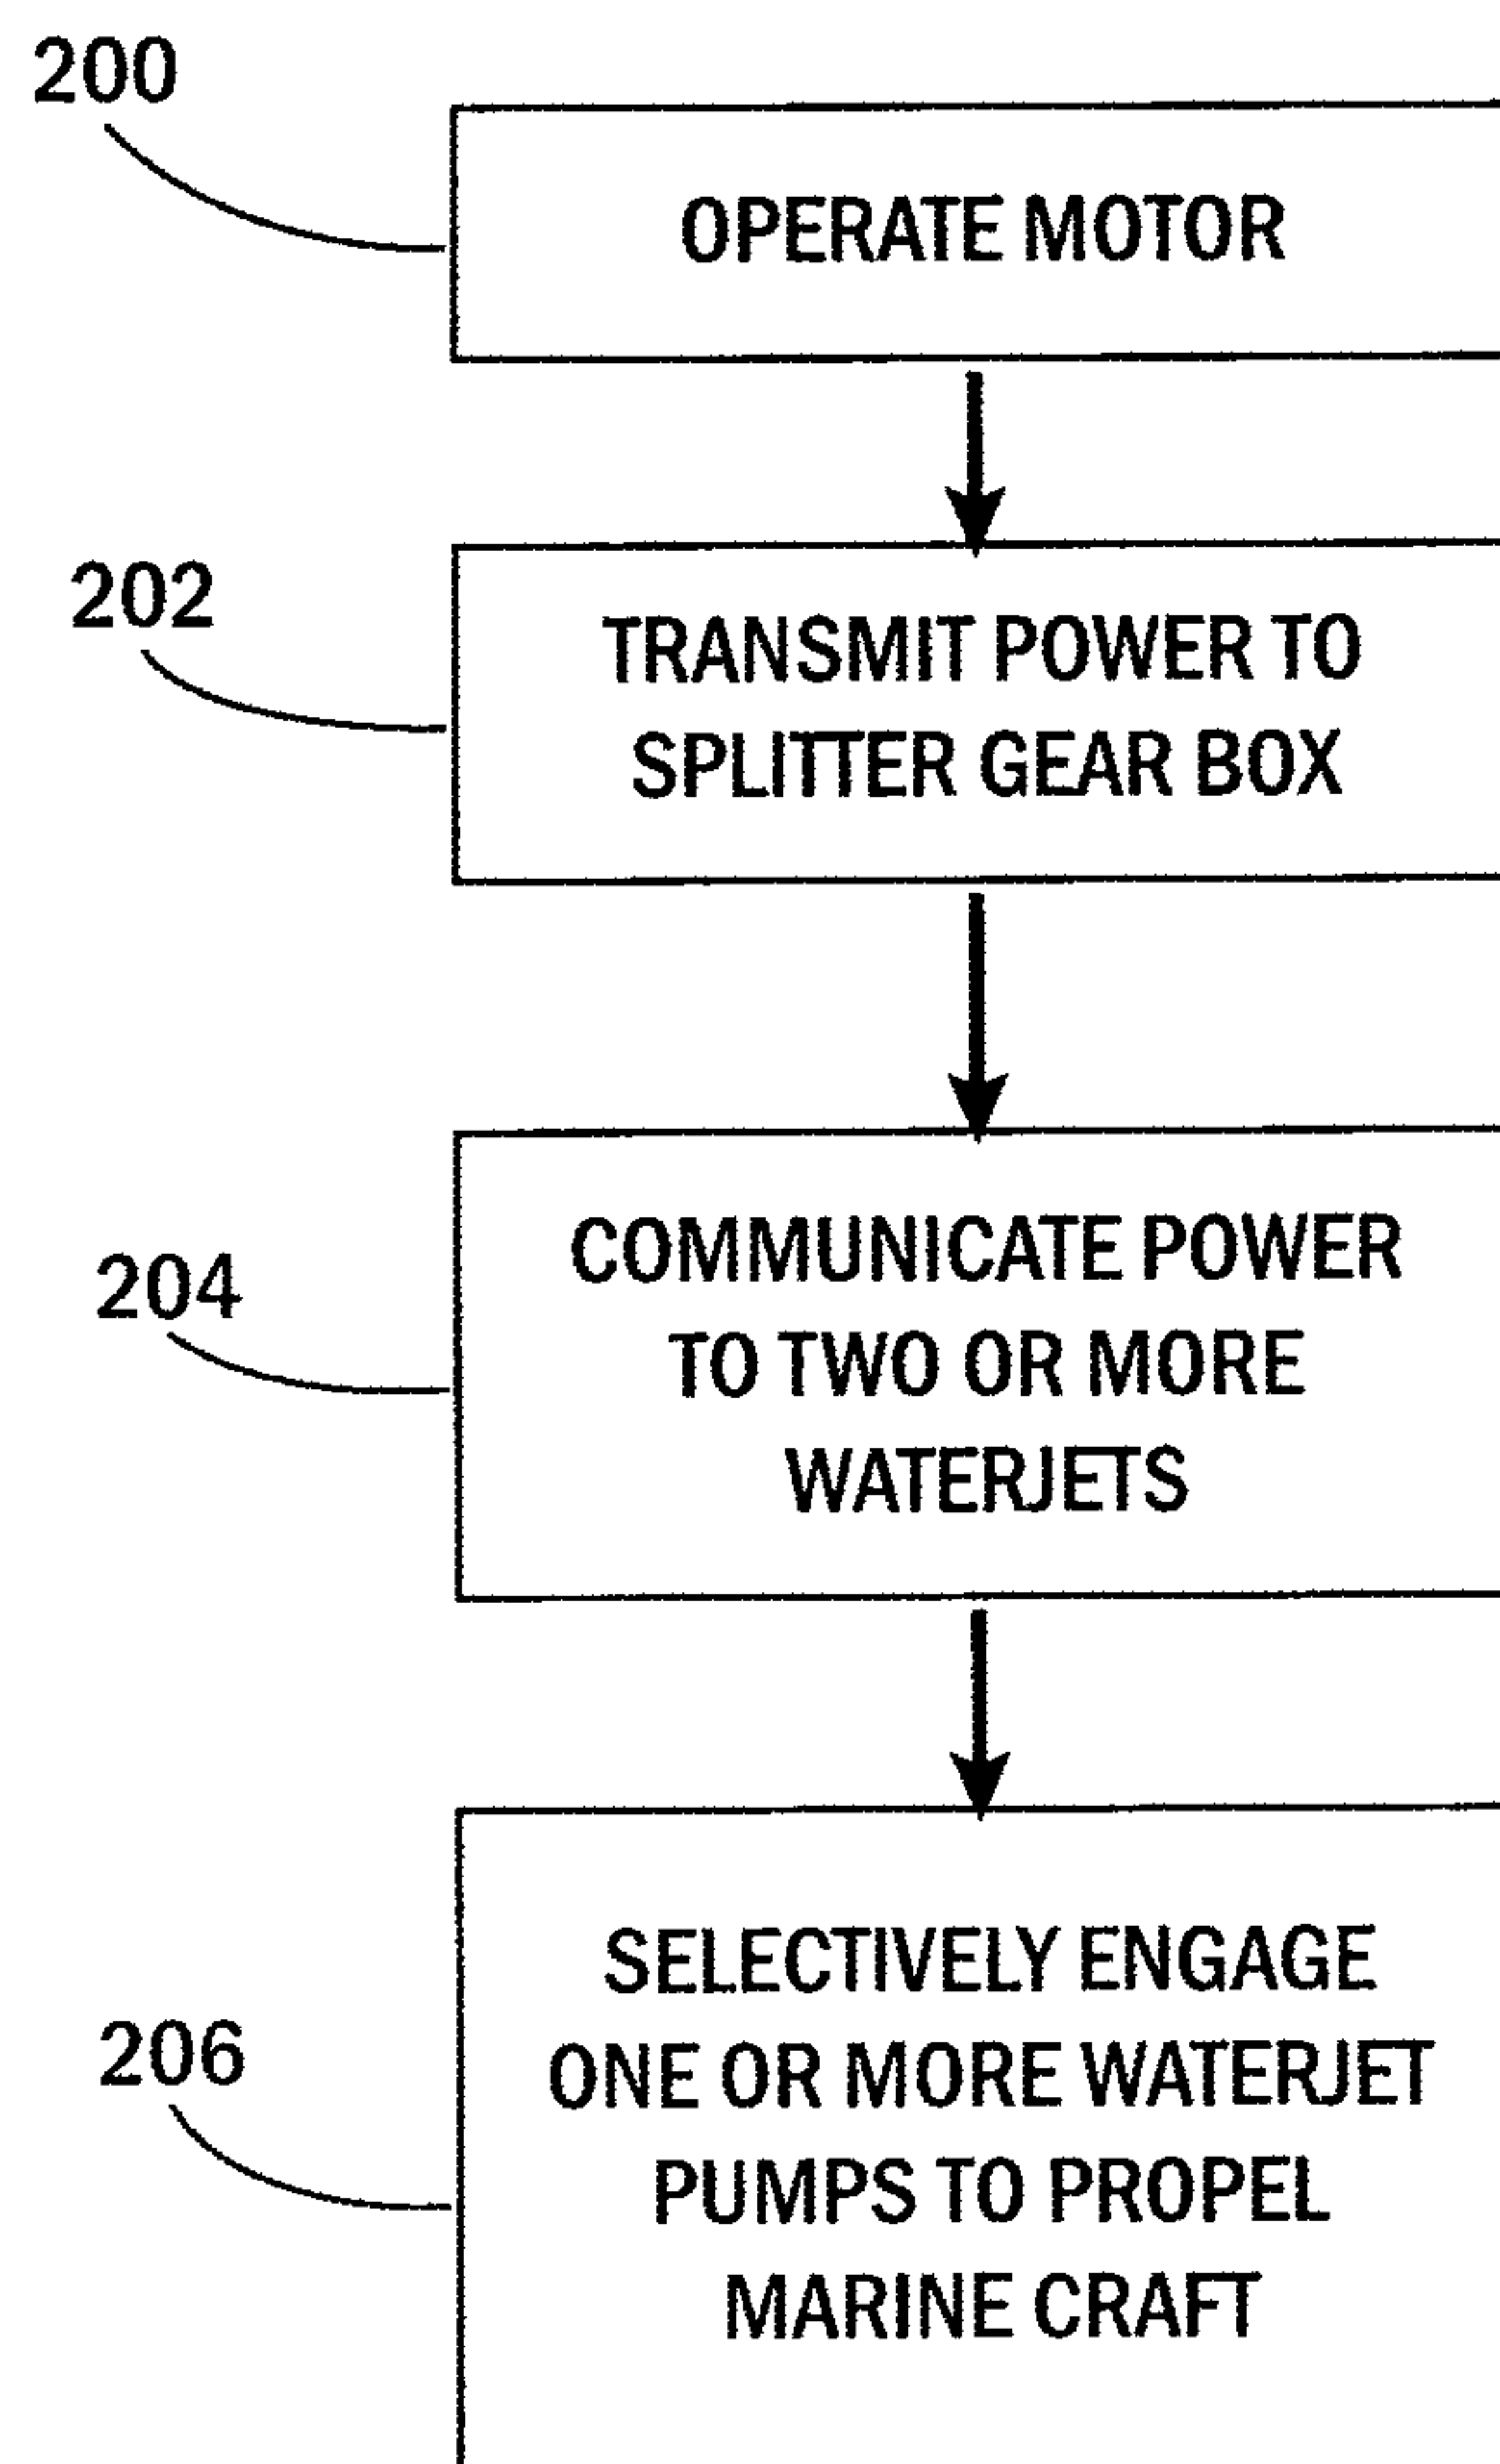 200
OPERATE MOTOR
202
TRANSMIT POWER TO
SPLITTER GEAR BOX
204
COMMUNICATE POWER
TO TWO OR MORE
WATERJETS
206
SELECTIVELY ENGAGE
ONE OR MORE WATERJET
PUMPS TO PROPEL
MARINE CRAFT